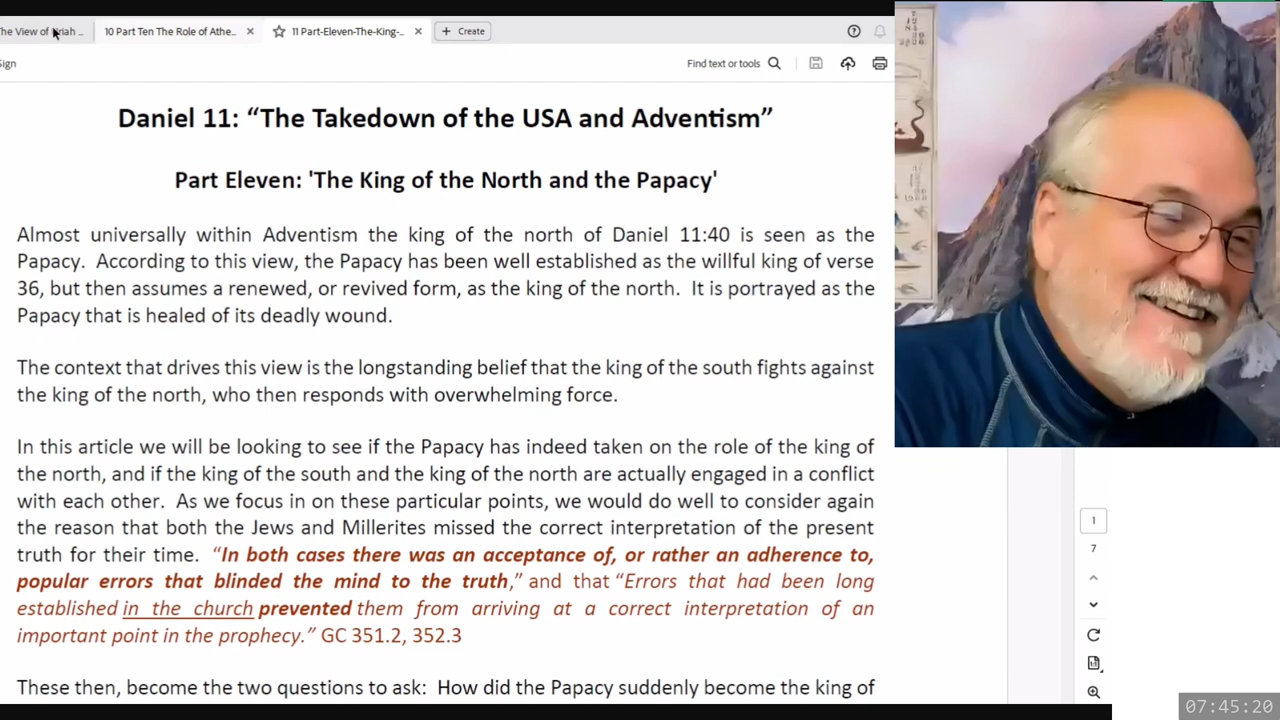 The View of Uriah ...
10 Part Ten The Role of Athe...
11 Part-Eleven-The-King-...
Create
Sign
Find text or tools
Daniel 11: “The Takedown of the USA and Adventism”
Part Eleven: 'The King of the North and the Papacy'
Almost universally within Adventism the king of the north of Daniel 11:40 is seen as the
Papacy. According to this view, the Papacy has been well established as the willful king of verse
36, but then assumes a renewed, or revived form, as the king of the north. It is portrayed as the
Papacy that is healed of its deadly wound.
The context that drives this view is the longstanding belief that the king of the south fights against
the king of the north, who then responds with overwhelming force.
In this article we will be looking to see if the Papacy has indeed taken on the role of the king of
the north, and if the king of the south and the king of the north are actually engaged in a conflict
with each other. As we focus in on these particular points, we would do well to consider again
the reason that both the Jews and Millerites missed the correct interpretation of the present
truth for their time. “In both cases there was an acceptance of, or rather an adherence to,
popular errors that blinded the mind to the truth,” and that “Errors that had been long
established in the church prevented them from arriving at a correct interpretation of an
important point in the prophecy.” GC 351.2, 352.3
These then, become the two questions to ask: How did the Papacy suddenly become the king of
1
7
07:45:20